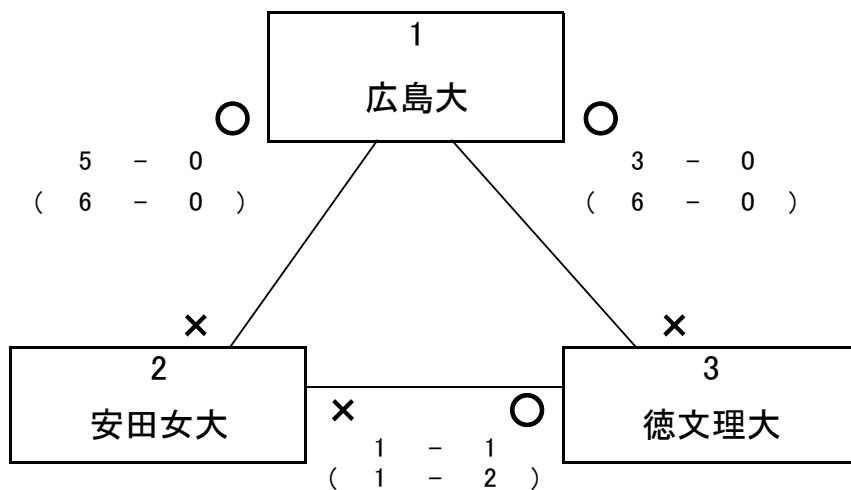 1
広島大
○ ○
5 － 0
( 6 － 0 )
3 － 0
( 6 － 0 )
× ×
2
安田女大
3
徳文理大
× ○
1 － 1
( 1 － 2 )